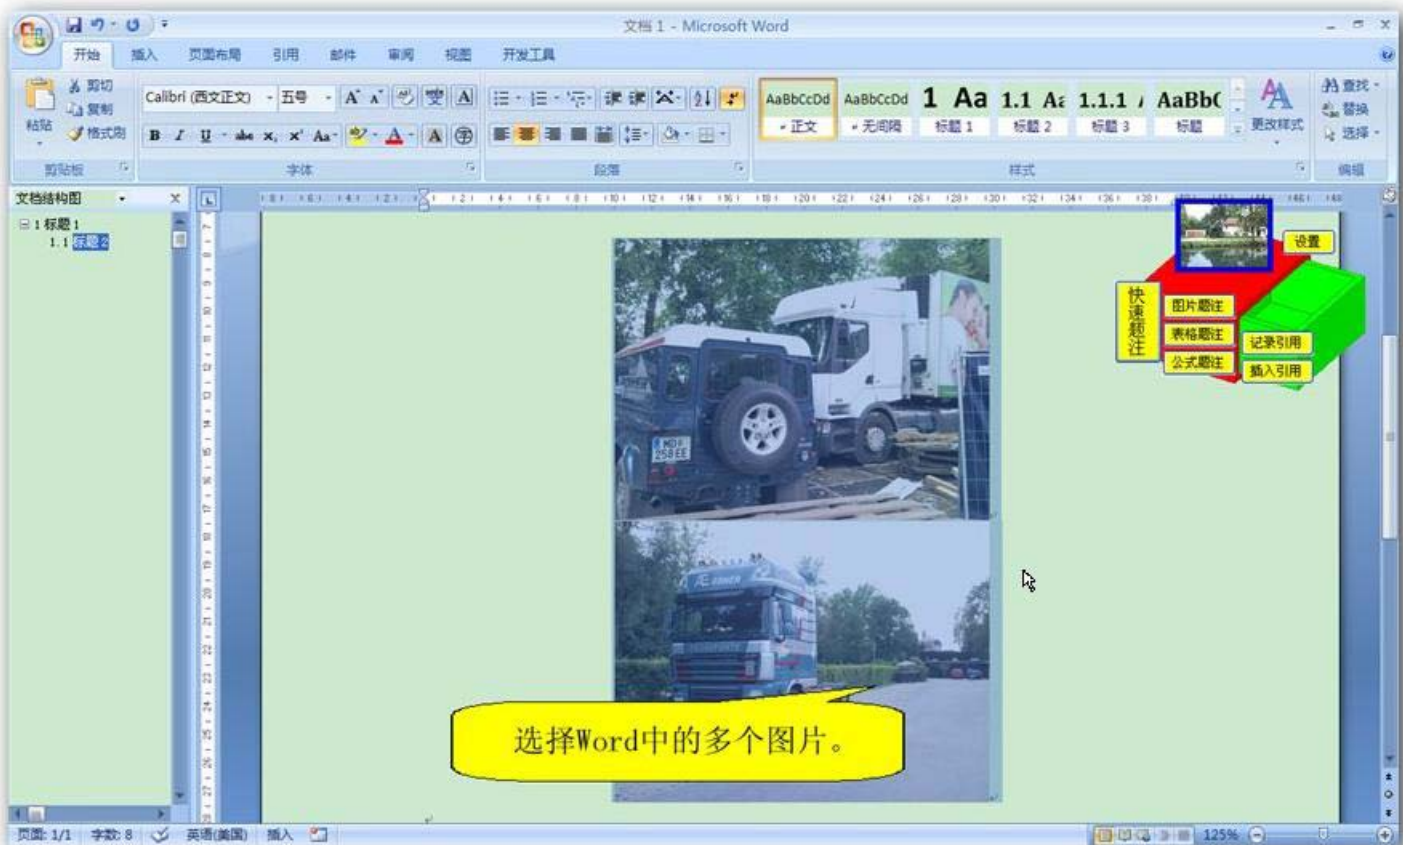 文档 1 - Microsoft Word
开始 插入 页面布局 引用 邮件 审阅 视图 开发工具
剪切
复制
格式刷
粘贴
Calibri (西文正文) 五号
AaBbCcDd AaBbCcDd 1 Aa 1.1 Aa 1.1.1 AaBbC
正文 无间隔 标题 1 标题 2 标题 3 标题
更改样式
查找
替换
选择
剪贴板 字体 段落 样式 编辑
文档结构图
1 标题 1
1.1 标题 2
设置
快速题注
图片题注
表格题注
公式题注
记录引用
插入引用
258EE
选择Word中的多个图片。
页面: 1/1 字数: 8 英语(美国) 插入 125%